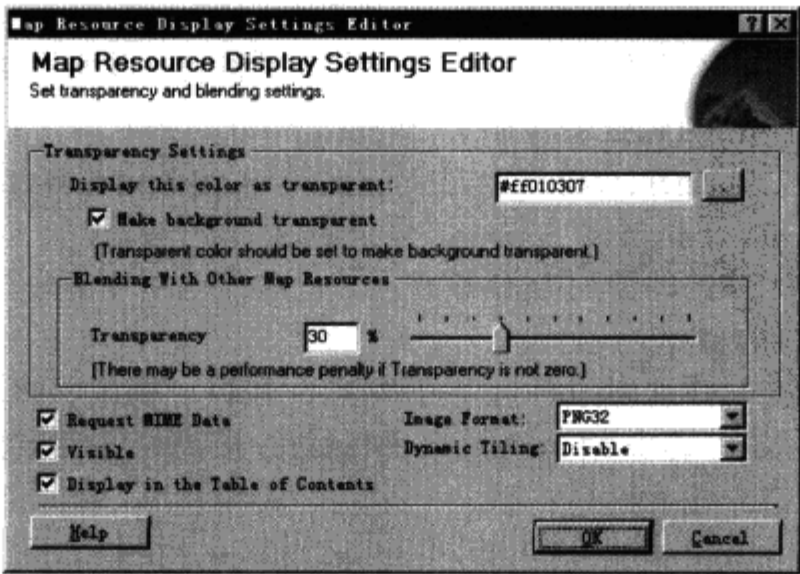 Map Resource Display Settings Editor
Map Resource Display Settings Editor
Set transparency and blending settings.
Transparency Settings
Display this color as transparent: #ff010307 ...
Make background transparent
(Transparent color should be set to make background transparent.)
Blending With Other Map Resources
Transparency 30 %
(There may be a performance penalty if Transparency is not zero.)
Request MIME Data Image Format: PNG32
Visible Dynamic Tiling: Disable
Display in the Table of Contents
Help OK Cancel